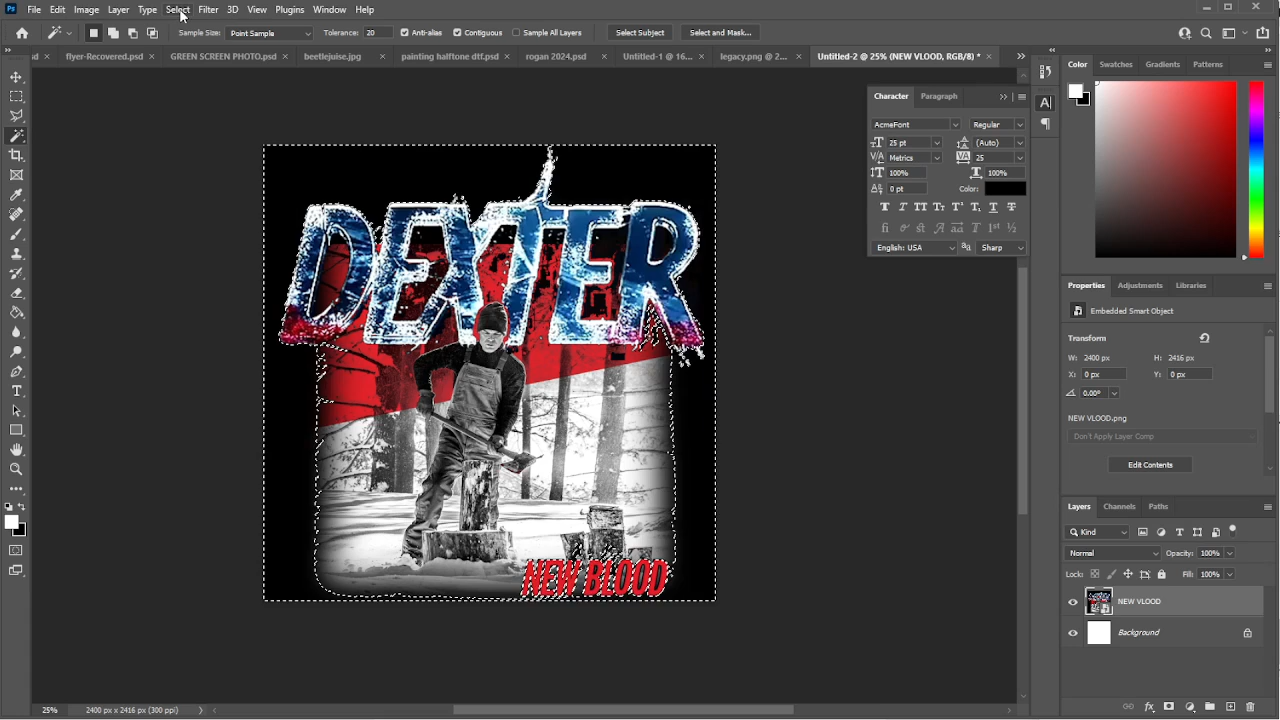 Ps File Edit Image Layer Type Select Filter 3D View Plugins Window Help
Sample Size: Point Sample Tolerance: 20 Anti-alias Contiguous Sample All Layers Select Subject Select and Mask...
sd × flyer-Recovered.psd × GREEN SCREEN PHOTO.psd × beetlejuise.jpg × painting halftone dtf.psd × rogan 2024.psd × Untitled-1 @ 16... × legacy.png @ 2... × Untitled-2 @ 25% (NEW VLOOD, RGB/8) * ×
Color Swatches Gradients Patterns
Character Paragraph
AcmeFont Regular
25 pt (Auto)
Metrics 25
100% 100%
0 pt Color:
English: USA Sharp
DEXTER
NEW BLOOD
Properties Adjustments Libraries
Embedded Smart Object
Transform
W: 2400 px H: 2416 px
X: 0 px Y: 0 px
0.00°
NEW VLOOD.png
Don't Apply Layer Comp
Edit Contents
Layers Channels Paths
Kind
Normal Opacity: 100%
Lock: Fill: 100%
NEW VLOOD
Background
25% 2400 px x 2416 px (300 ppi)